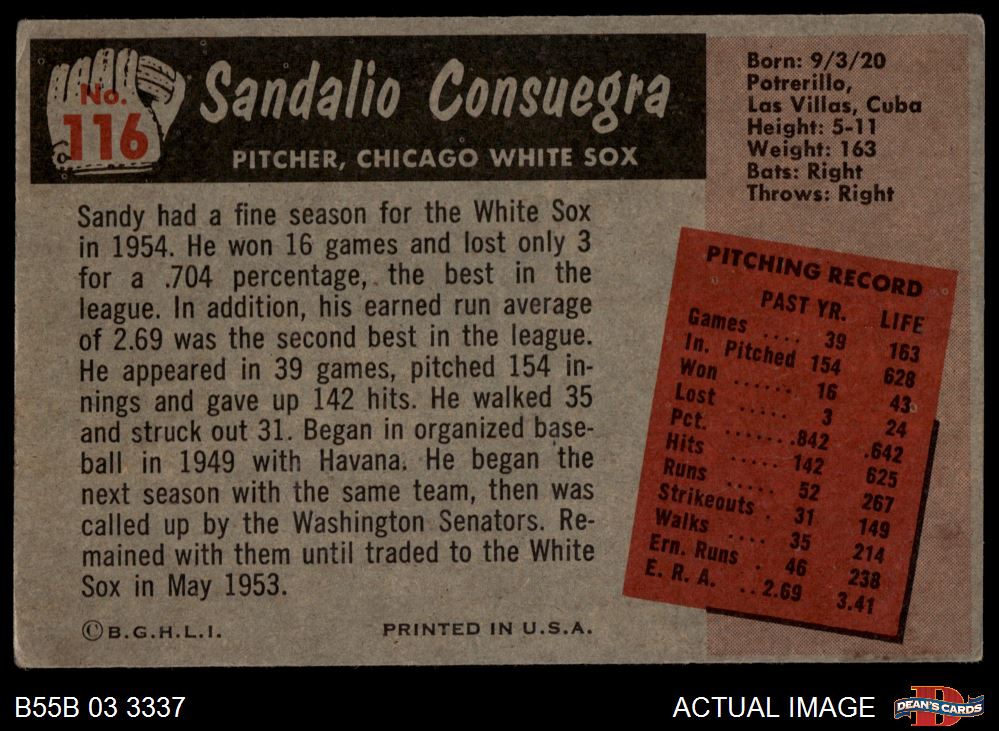 No.
116
Sandalio Consuegra
PITCHER, CHICAGO WHITE SOX
Born: 9/3/20
Potrerillo,
Las Villas, Cuba
Height: 5-11
Weight: 163
Bats: Right
Throws: Right
Sandy had a fine season for the White Sox
in 1954. He won 16 games and lost only 3
for a .704 percentage, the best in the
league. In addition, his earned run average
of 2.69 was the second best in the league.
He appeared in 39 games, pitched 154 in-
nings and gave up 142 hits. He walked 35
and struck out 31. Began in organized base-
ball in 1949 with Havana. He began the
next season with the same team, then was
called up by the Washington Senators. Re-
mained with them until traded to the White
Sox in May 1953.
PITCHING RECORD
PAST YR. LIFE
Games .... 39 163
In. Pitched 154 628
Won ...... 16 43
Lost ..... 3 24
Pct. .......842 .642
Hits ..... 142 625
Runs ..... 52 267
Strikeouts . 31 149
Walks .... 35 214
Ern. Runs . 46 238
E. R. A. ..2.69 3.41
© B.G.H.L.I.
PRINTED IN U.S.A.
B55B 03 3337
ACTUAL IMAGE
DEAN'S CARDS